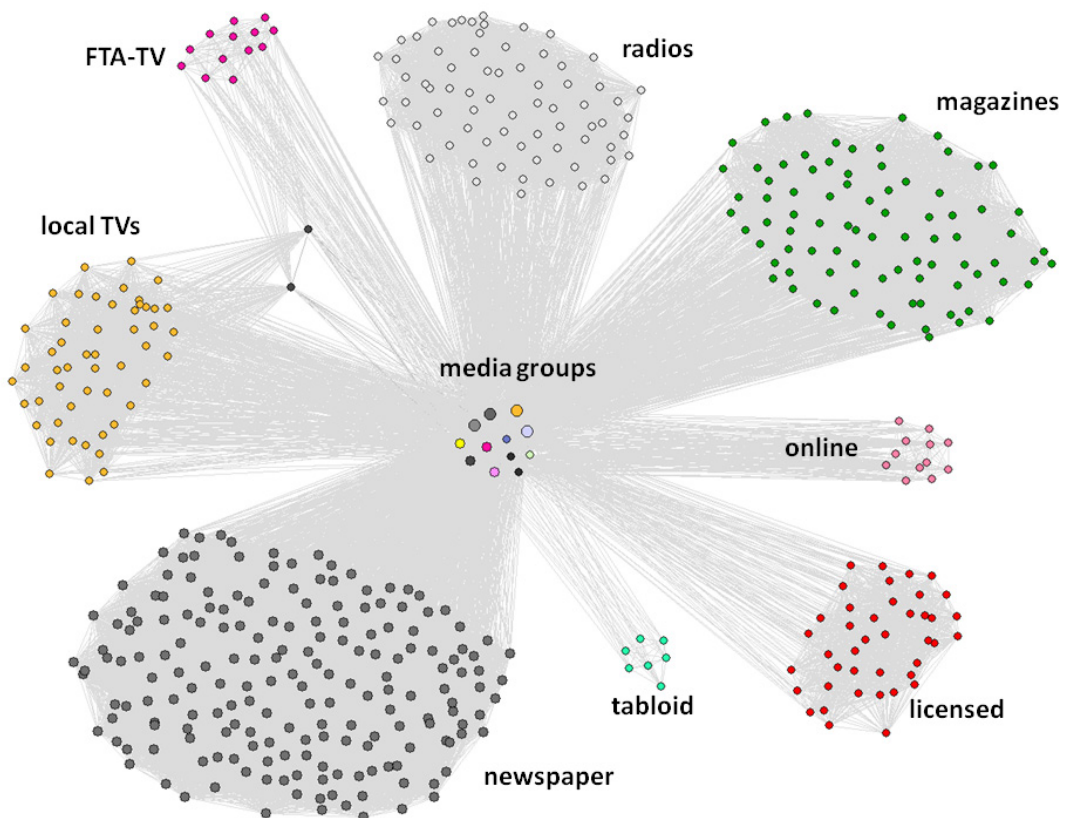 FTA-TV
radios
magazines
local TVs
media groups
online
tabloid
licensed
newspaper